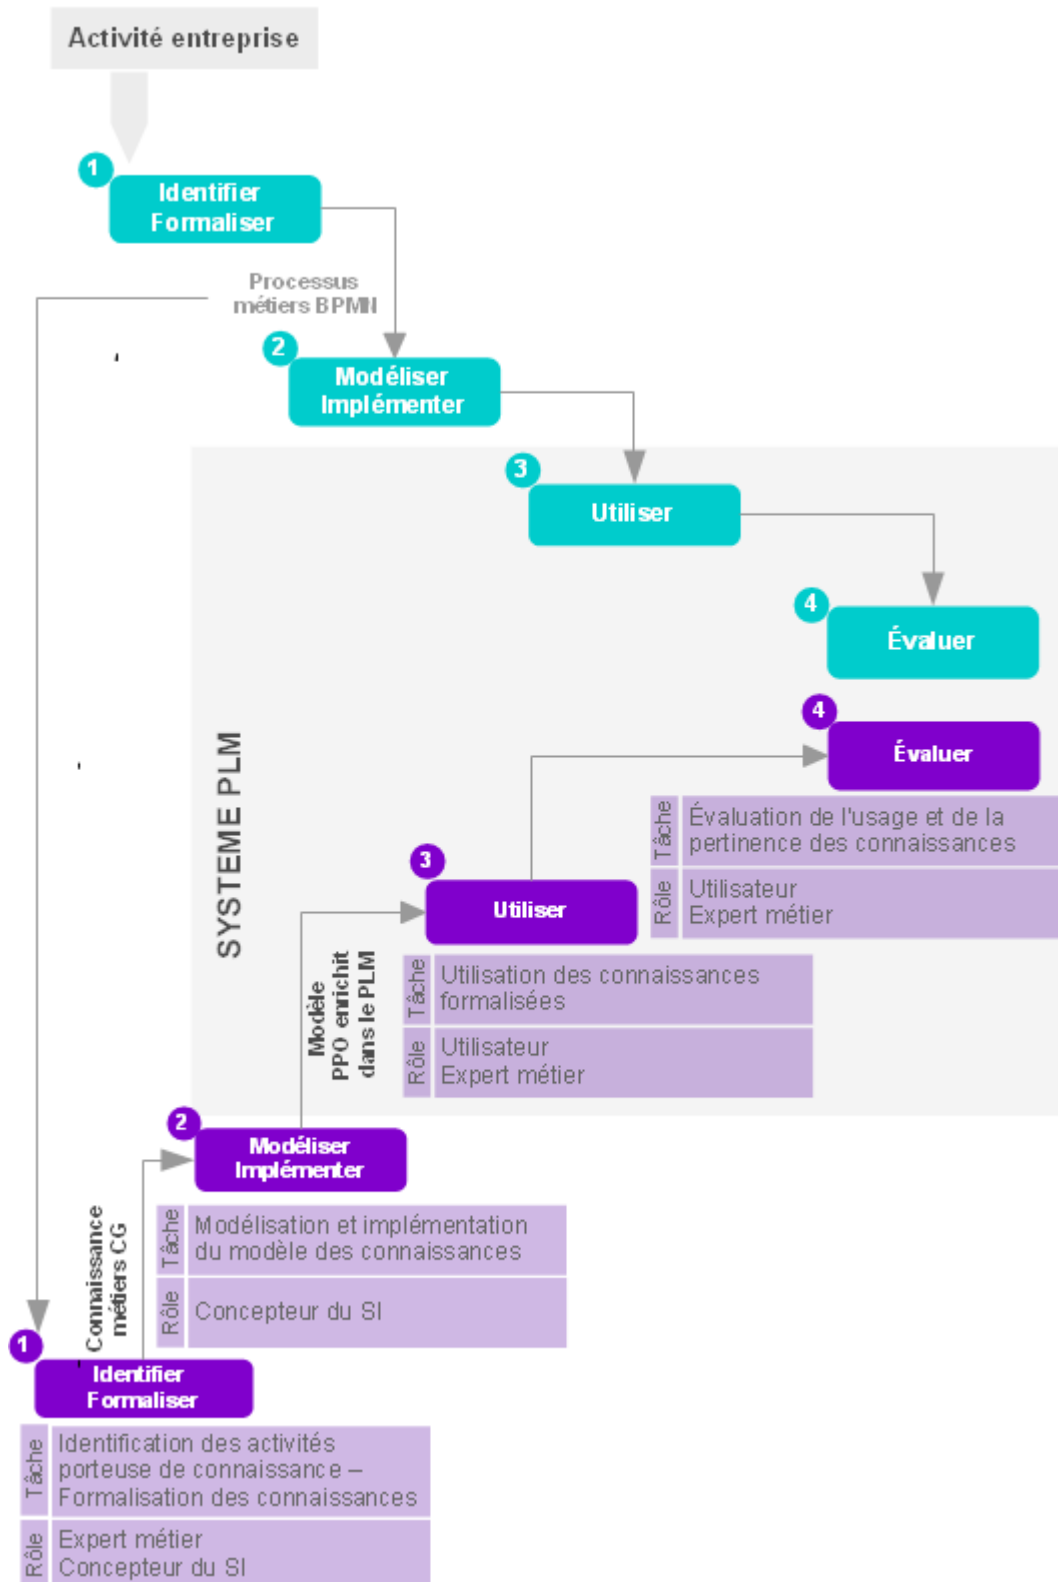 Activité entreprise
1
Identifier
Formaliser
Processus
métiers BPMN
2
Modéliser
Implémenter
3
Utiliser
4
Évaluer
SYSTEME PLM
4
Évaluer
Tâche
Évaluation de l'usage et de la
pertinence des connaissances
Rôle
Utilisateur
Expert métier
3
Utiliser
Modèle
PPO enrichit
dans le PLM
Tâche
Utilisation des connaissances
formalisées
Rôle
Utilisateur
Expert métier
2
Modéliser
Implémenter
Connaissance
métiers CG
Tâche
Modélisation et implémentation
du modèle des connaissances
Rôle
Concepteur du SI
1
Identifier
Formaliser
Tâche
Identification des activités
porteuse de connaissance –
Formalisation des connaissances
Rôle
Expert métier
Concepteur du SI